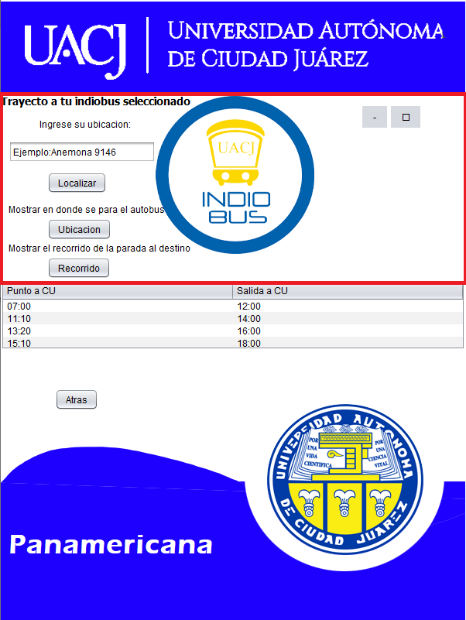 UACJ
UNIVERSIDAD AUTÓNOMA
DE CIUDAD JUÁREZ
Trayecto a tu indiobus seleccionado
Ingrese su ubicacion:
Ejemplo:Anemona 9146
Localizar
Mostrar en donde se para el autobus
Ubicacion
Mostrar el recorrido de la parada al destino
Recorrido
UACJ
INDIO
BUS
-
Punto a CU Salida a CU
07:00 12:00
11:10 14:00
13:20 16:00
15:10 18:00
Atras
UNIVERSIDAD AUTONOMA
DE CIUDAD JUAREZ
POR UNA VIDA CIENTIFICA
POR UNA CIENCIA VITAL
Panamericana